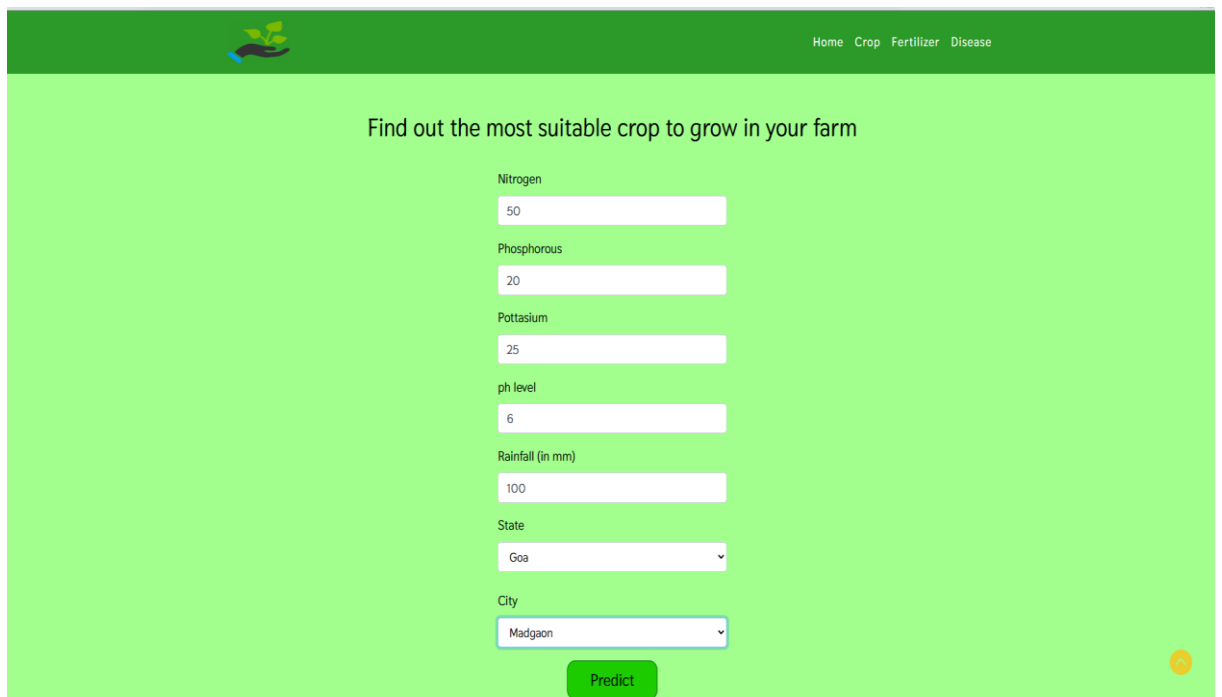 Home Crop Fertilizer Disease
Find out the most suitable crop to grow in your farm
Nitrogen
50
Phosphorous
20
Pottasium
25
ph level
6
Rainfall (in mm)
100
State
Goa
City
Madgaon
Predict